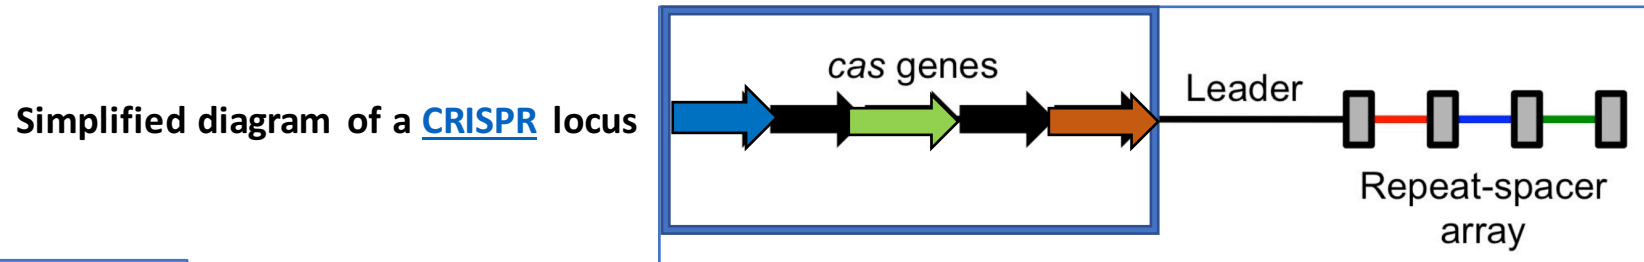 Simplified diagram of a CRISPR locus
cas genes
Leader
Repeat-spacer
array